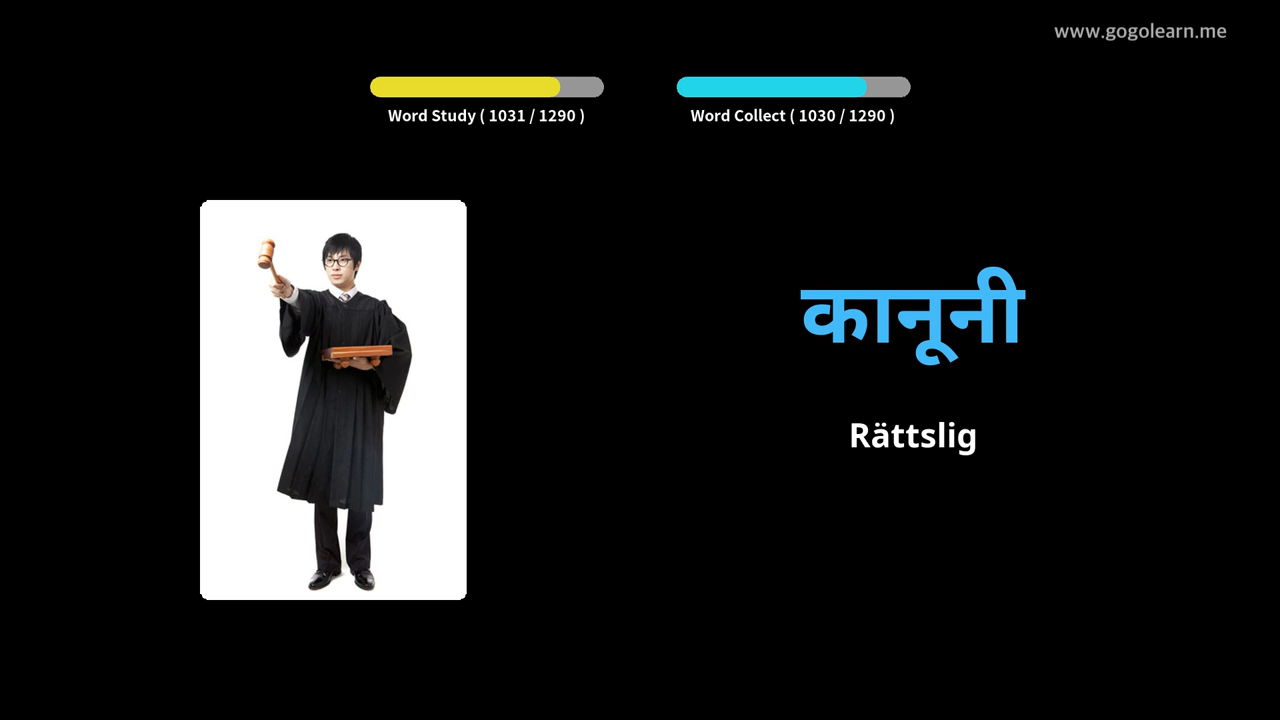 www.gogolearn.me
Word Study ( 1031 / 1290 )
Word Collect ( 1030 / 1290 )
कानूनी
Rättslig